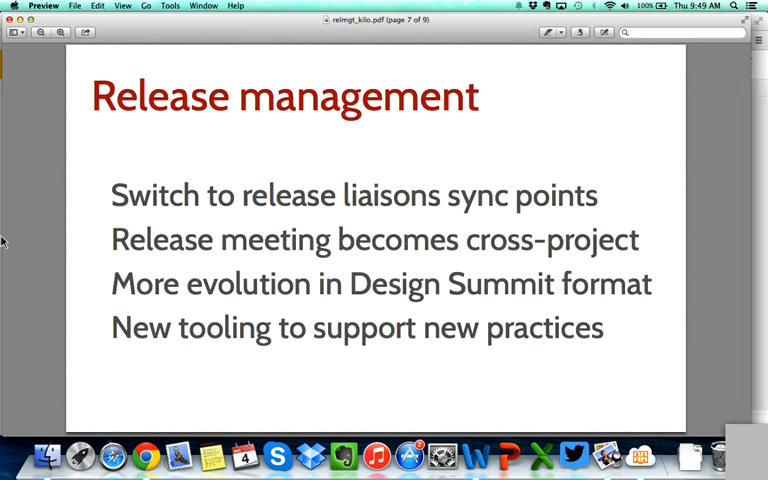 Preview File Edit View Go Tools Window Help 100% Thu 9:49 AM
relmgt_kilo.pdf (page 7 of 9)
Release management
Switch to release liaisons sync points
Release meeting becomes cross-project
More evolution in Design Summit format
New tooling to support new practices
4